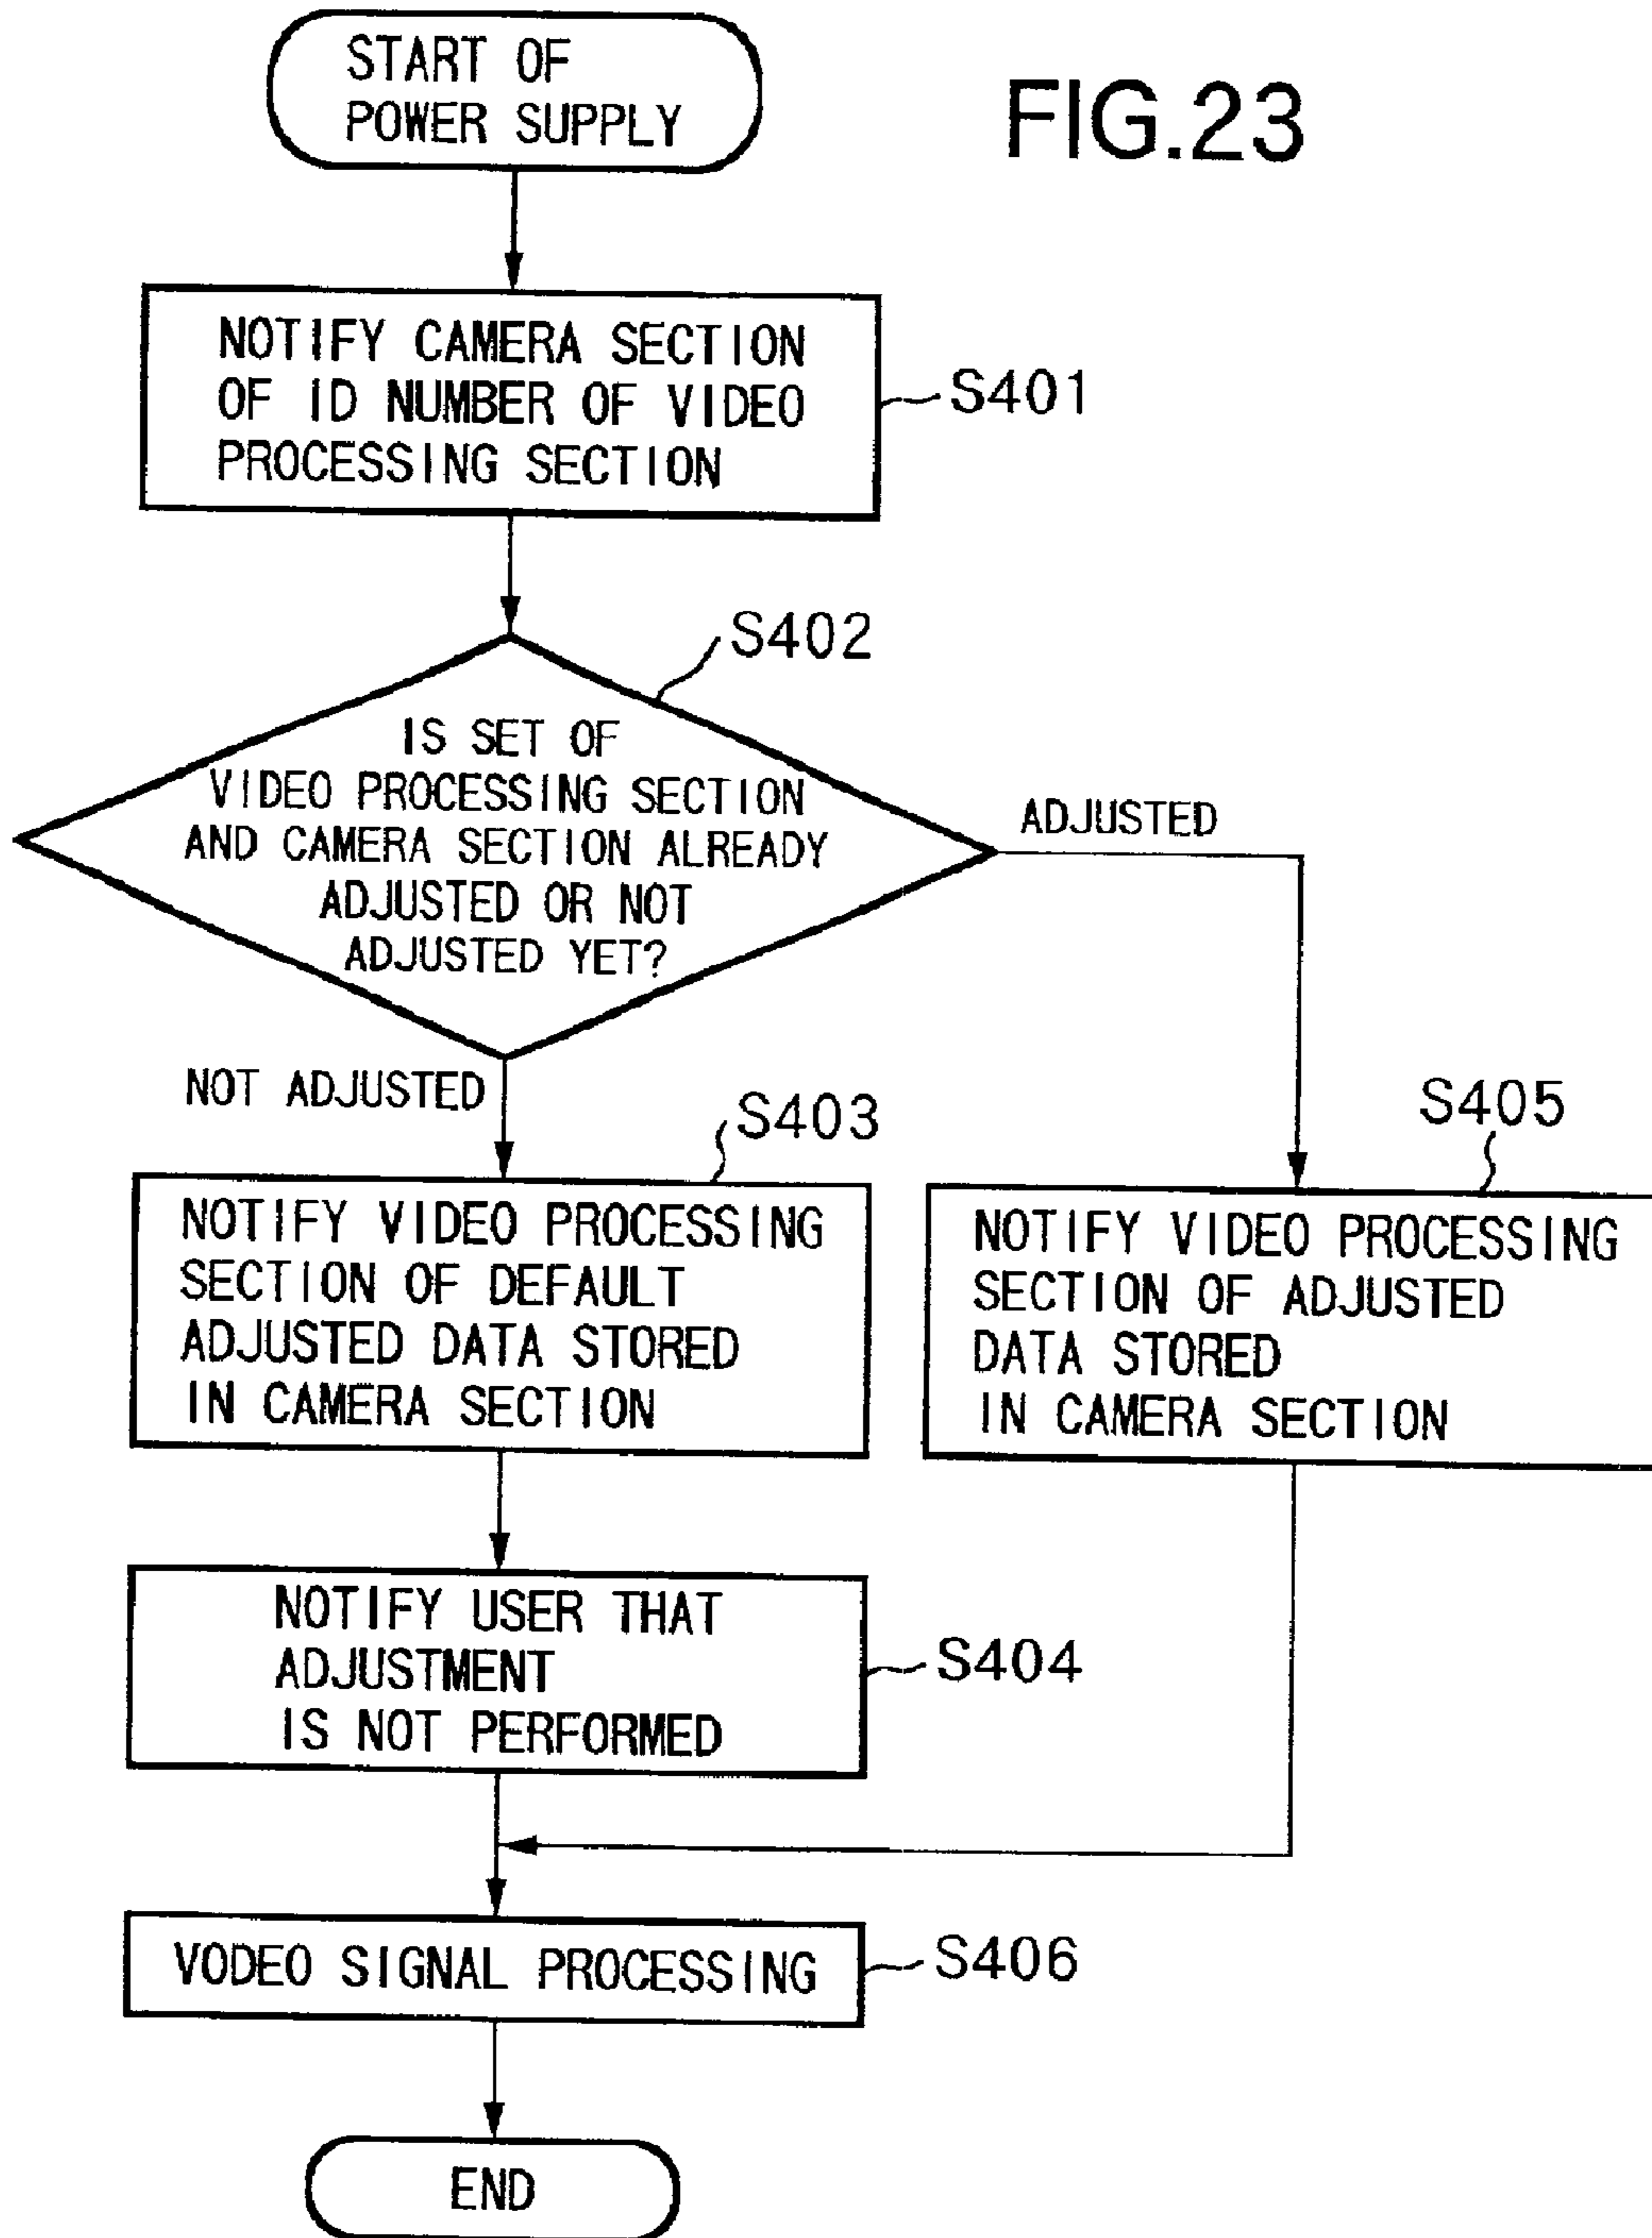 START OF
POWER SUPPLY
FIG.23
NOTIFY CAMERA SECTION
OF ID NUMBER OF VIDEO
PROCESSING SECTION
S401
S402
IS SET OF
VIDEO PROCESSING SECTION
AND CAMERA SECTION ALREADY
ADJUSTED OR NOT
ADJUSTED YET?
ADJUSTED
NOT ADJUSTED
S403
NOTIFY VIDEO PROCESSING
SECTION OF DEFAULT
ADJUSTED DATA STORED
IN CAMERA SECTION
S405
NOTIFY VIDEO PROCESSING
SECTION OF ADJUSTED
DATA STORED
IN CAMERA SECTION
NOTIFY USER THAT
ADJUSTMENT
IS NOT PERFORMED
S404
VODEO SIGNAL PROCESSING
S406
END